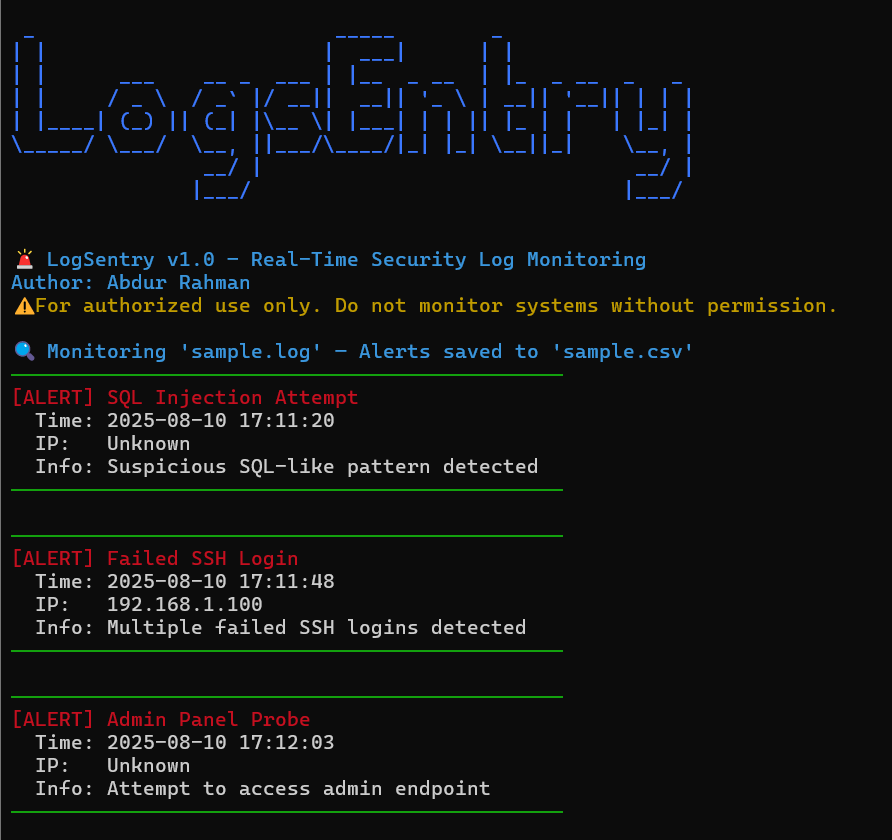 LogsEntry
🚨 LogSentry v1.0 – Real-Time Security Log Monitoring
Author: Abdur Rahman
⚠️For authorized use only. Do not monitor systems without permission.
🔍 Monitoring 'sample.log' – Alerts saved to 'sample.csv'
[ALERT] SQL Injection Attempt
Time: 2025-08-10 17:11:20
IP: Unknown
Info: Suspicious SQL-like pattern detected
[ALERT] Failed SSH Login
Time: 2025-08-10 17:11:48
IP: 192.168.1.100
Info: Multiple failed SSH logins detected
[ALERT] Admin Panel Probe
Time: 2025-08-10 17:12:03
IP: Unknown
Info: Attempt to access admin endpoint